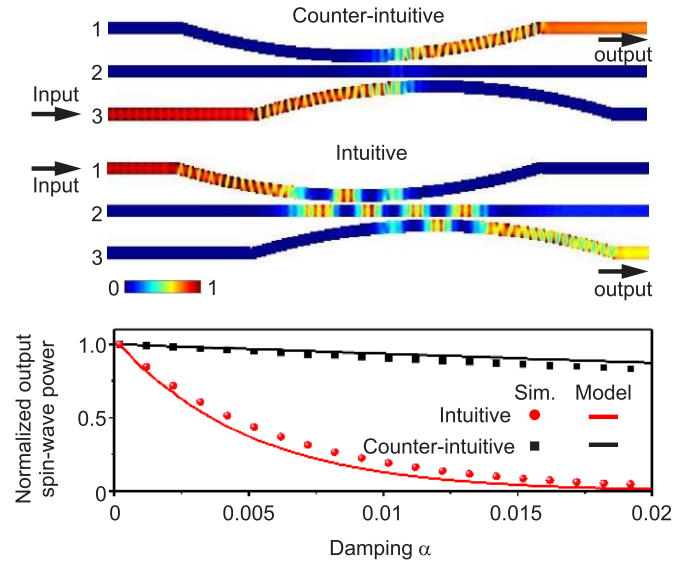 Counter-intuitive
1
output
2
Input
3
Intuitive
1
Input
2
3
0 1
output
Normalized output
spin-wave power
1.0
0.5
0
Sim. Model
Intuitive
Counter-intuitive
0 0.005 0.01 0.015 0.02
Damping α